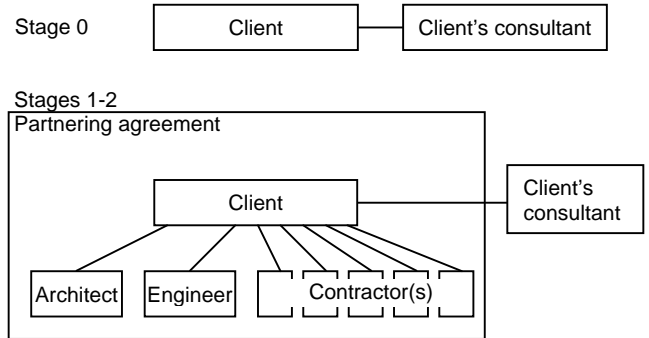 Stage 0
Client
Client's consultant
Stages 1-2
Partnering agreement
Client
Client's
consultant
Architect
Engineer
Contractor(s)